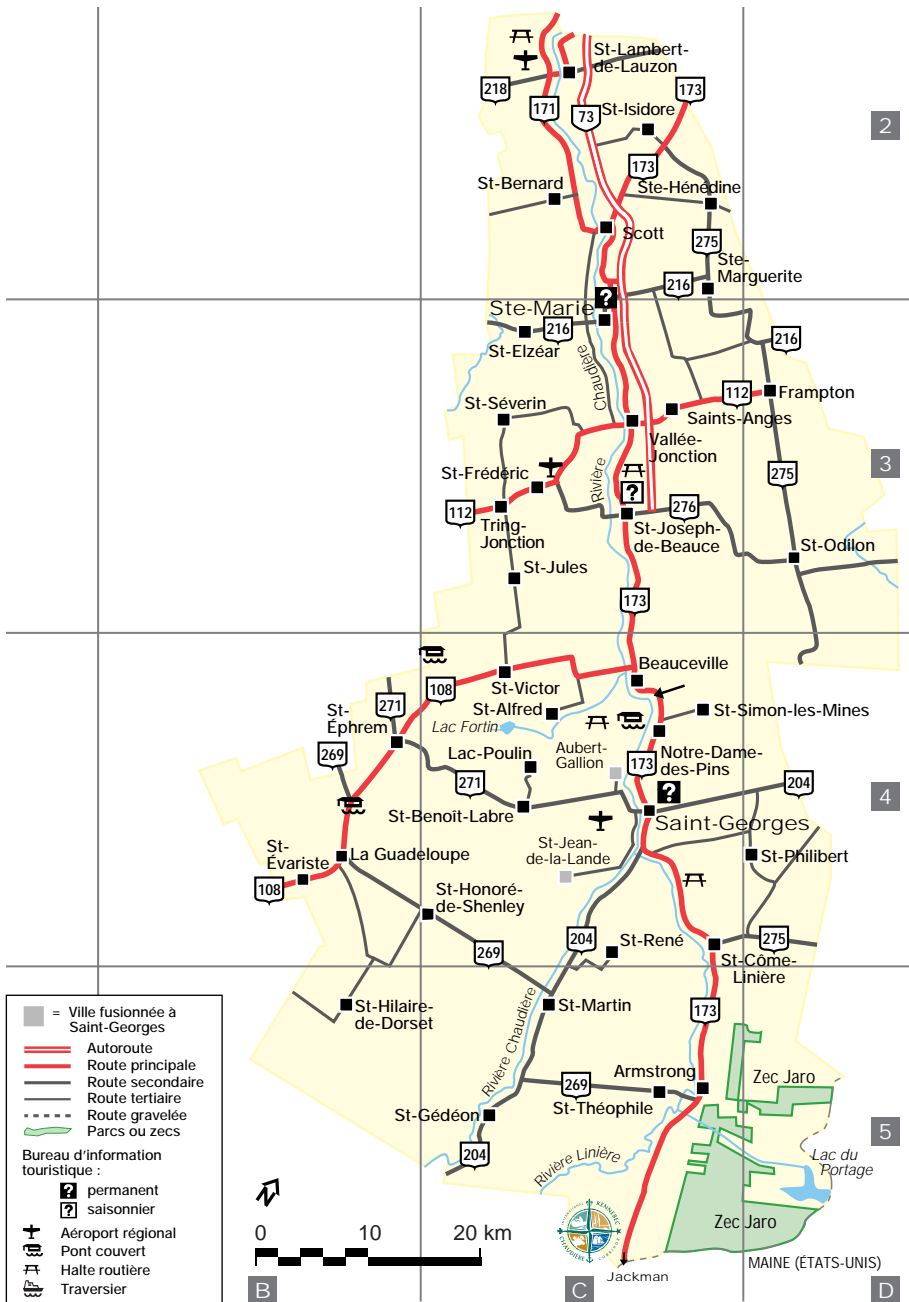 St-Lambert-
de-Lauzon
218
171
73
173
St-Isidore
2
173
St-Bernard
Ste-Hénédine
Scott
275
Ste-
Marguerite
216
?
Ste-Marie
216
St-Elzéar
216
Chaudière
112
Frampton
St-Séverin
Saints-Anges
Vallée-
Jonction
3
St-Frédéric
Rivière
?
275
112
Tring-
Jonction
276
St-Joseph-
de-Beauce
St-Odilon
St-Jules
173
Beauceville
St-Victor
108
271
St-Alfred
St-Simon-les-Mines
St-
Éphrem
Lac Fortin
269
Lac-Poulin
Aubert-
Gallion
173
Notre-Dame-
des-Pins
271
?
204
4
St-Benoît-Labre
Saint-Georges
St-Jean-
de-la-Lande
St-Philibert
St-
Évariste
La Guadeloupe
108
St-Honoré-
de-Shenley
204
St-René
275
269
St-Côme-
Linière
St-Hilaire-
de-Dorset
St-Martin
173
Rivière Chaudière
Armstrong
Zec Jaro
269
St-Théophile
St-Gédéon
5
204
Rivière Linière
Lac du
Portage
Zec Jaro
MAINE (ÉTATS-UNIS)
Jackman
= Ville fusionnée à
Saint-Georges
Autoroute
Route principale
Route secondaire
Route tertiaire
Route gravelée
Parcs ou zecs
Bureau d'information
touristique :
? permanent
? saisonnier
Aéroport régional
Pont couvert
Halte routière
Traversier
N
0 10 20 km
KENNEBEC
CHAUDIÈRE
B
C
D